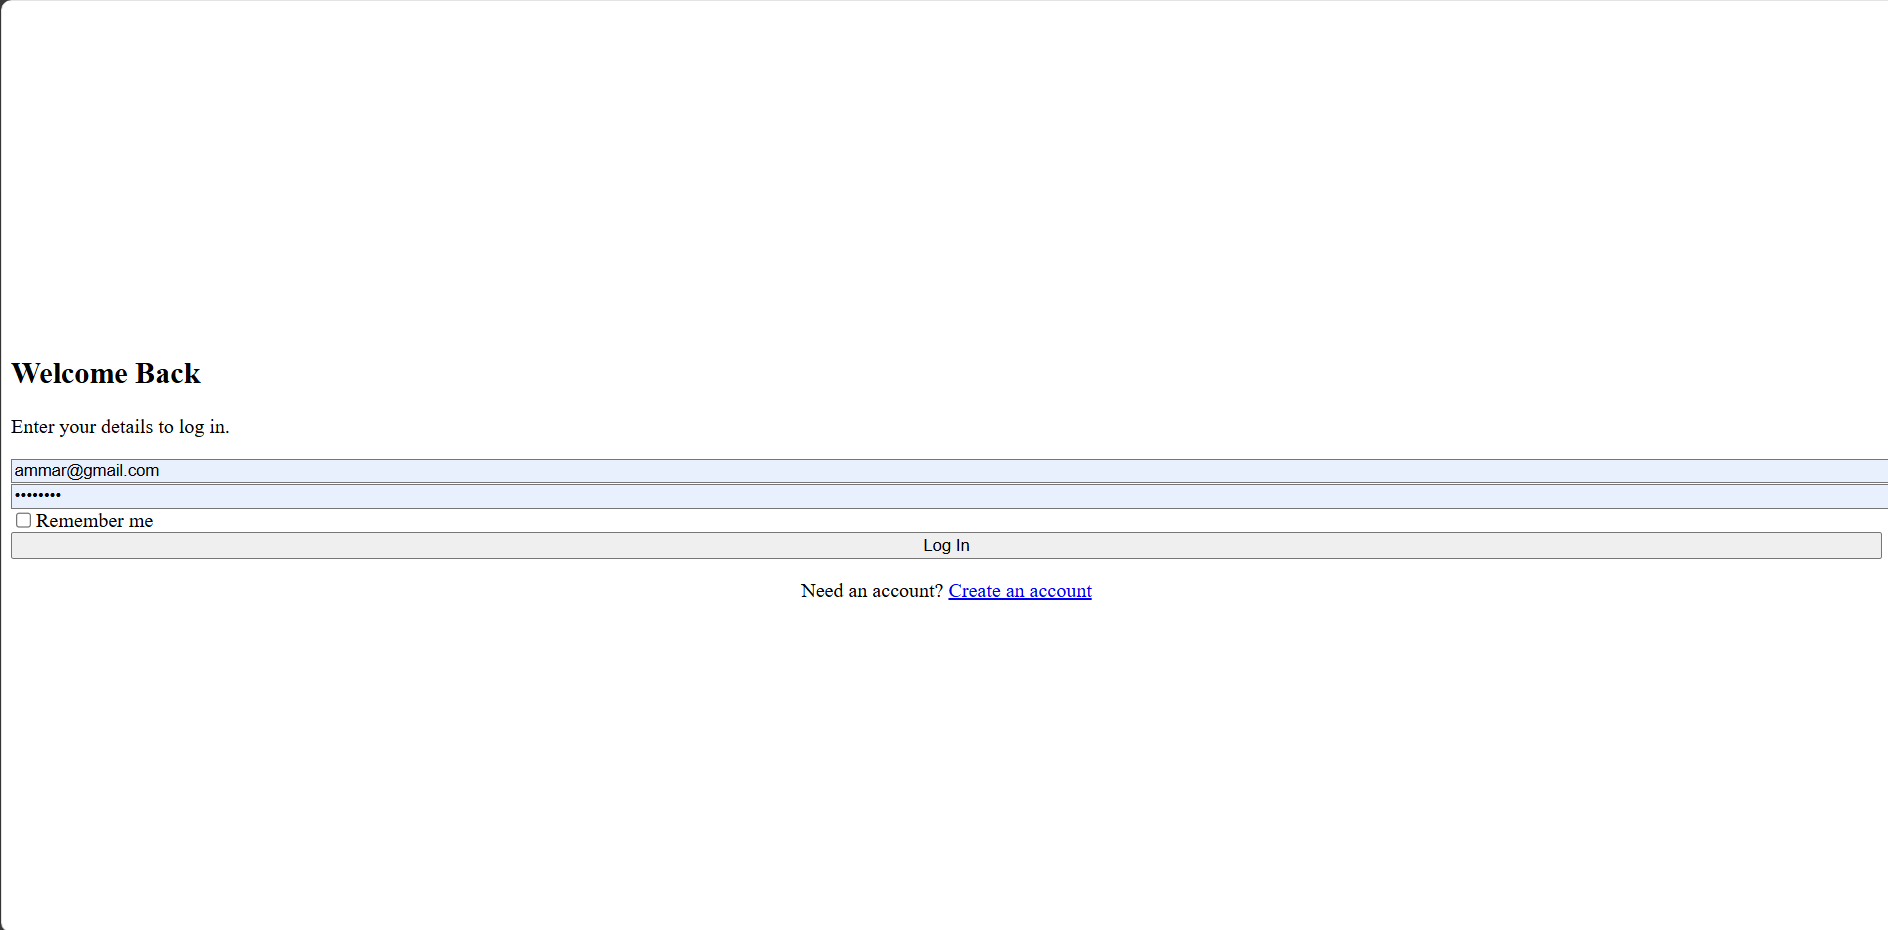 Welcome Back
Enter your details to log in.
ammar@gmail.com
••••••••
Remember me
Log In
Need an account? Create an account